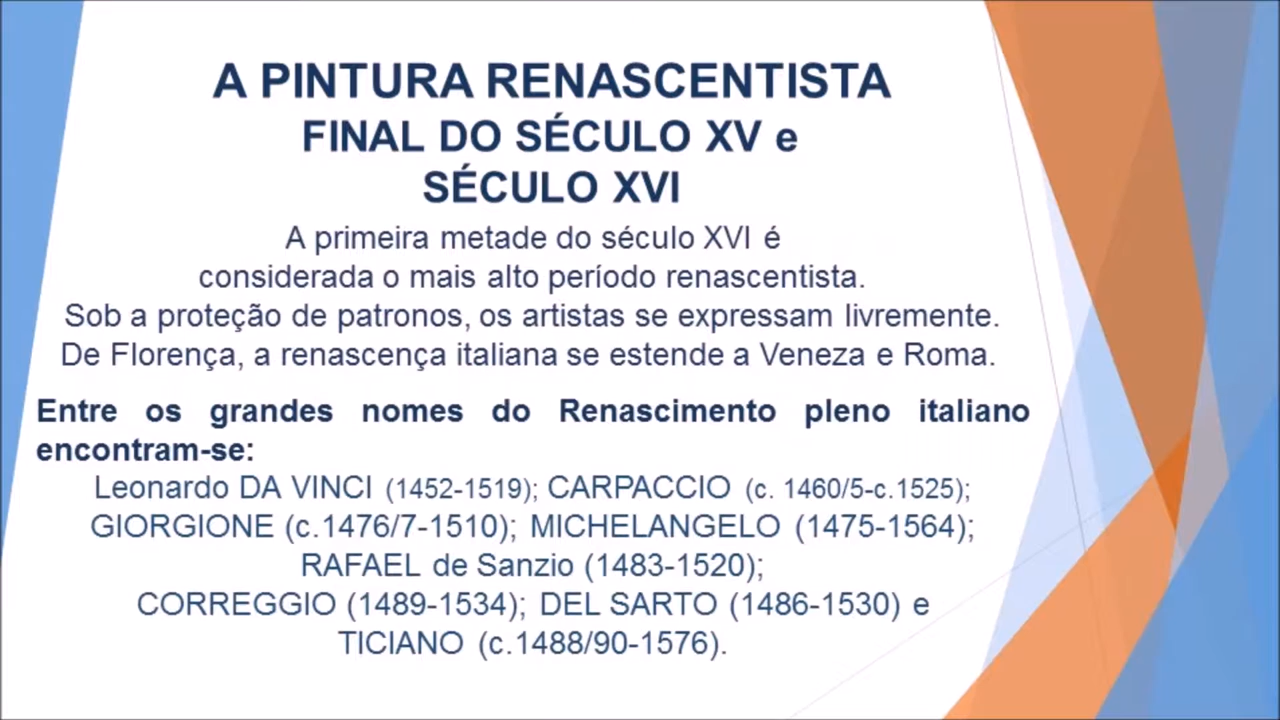 A PINTURA RENASCENTISTA
FINAL DO SÉCULO XV e
SÉCULO XVI
A primeira metade do século XVI é
considerada o mais alto período renascentista.
Sob a proteção de patronos, os artistas se expressam livremente.
De Florença, a renascença italiana se estende a Veneza e Roma.
Entre os grandes nomes do Renascimento pleno italiano
encontram-se:
Leonardo DA VINCI (1452-1519); CARPACCIO (c. 1460/5-c.1525);
GIORGIONE (c.1476/7-1510); MICHELANGELO (1475-1564);
RAFAEL de Sanzio (1483-1520);
CORREGGIO (1489-1534); DEL SARTO (1486-1530) e
TICIANO (c.1488/90-1576).